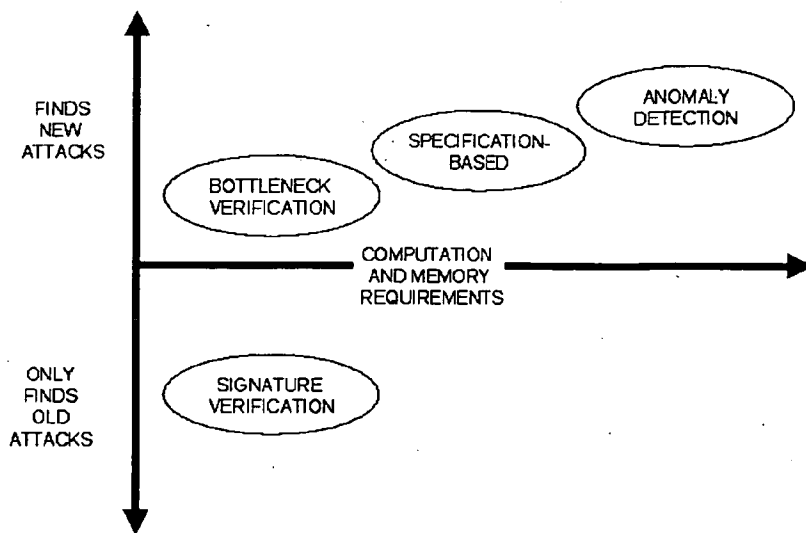 FINDS
NEW
ATTACKS
ANOMALY
DETECTION
SPECIFICATION-
BASED
BOTTLENECK
VERIFICATION
COMPUTATION
AND MEMORY
REQUIREMENTS
ONLY
FINDS
OLD
ATTACKS
SIGNATURE
VERIFICATION